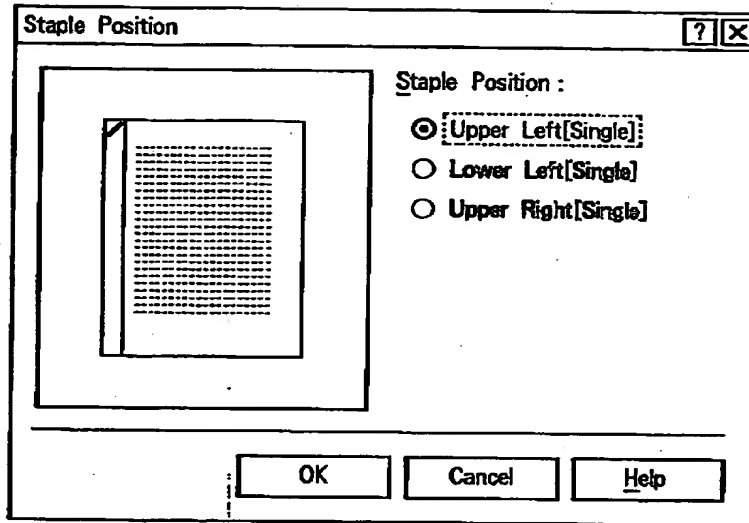 Staple Position ? ×
Staple Position :
Upper Left[Single]
Lower Left[Single]
Upper Right[Single]
OK Cancel Help